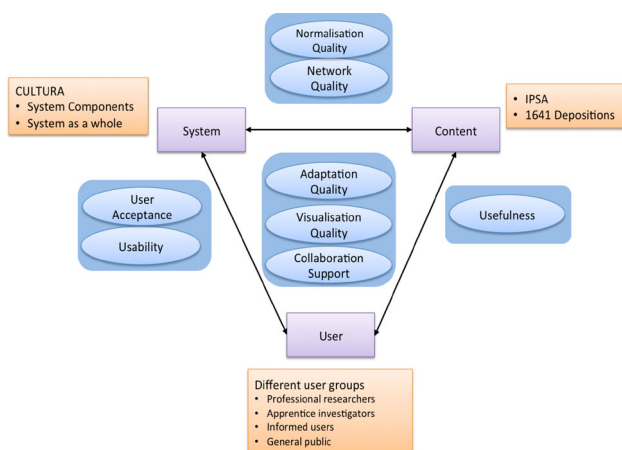 Normalisation
Quality
Network
Quality
CULTURA
• System Components
• System as a whole
• IPSA
• 1641 Depositions
System
Content
Adaptation
Quality
Visualisation
Quality
Collaboration
Support
User
Acceptance
Usability
Usefulness
User
Different user groups
• Professional researchers
• Apprentice investigators
• Informed users
• General public